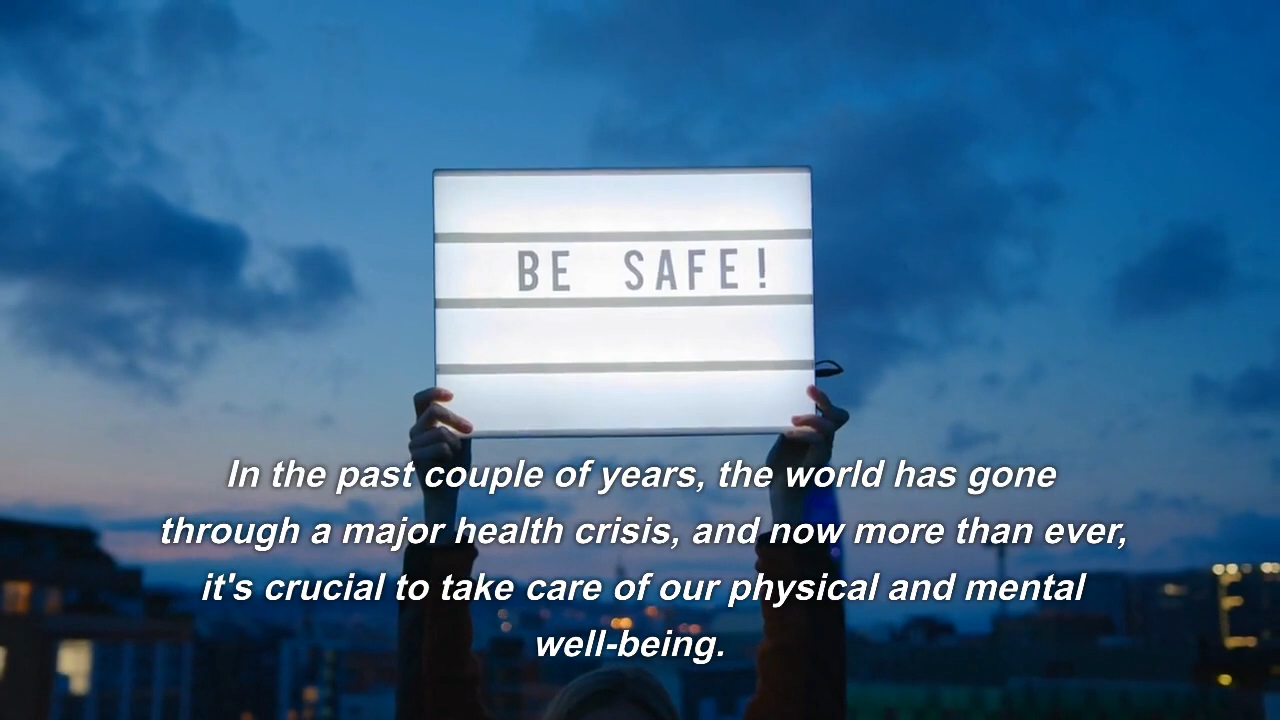 BE SAFE!
In the past couple of years, the world has gone
through a major health crisis, and now more than ever,
it's crucial to take care of our physical and mental
well-being.